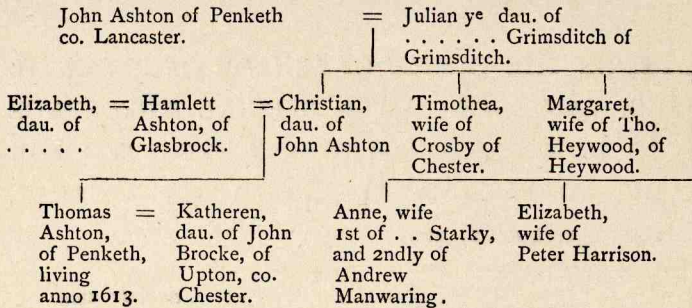 John Ashton of Penketh
co. Lancaster.
=
Julian ye dau. of
. . . . . . Grimsditch of
Grimsditch.
Elizabeth,
dau. of
. . . . .
=
Hamlett
Ashton, of
Glasbrock.
=
Christian,
dau. of
John Ashton
Timothea,
wife of
Crosby of
Chester.
Margaret,
wife of Tho.
Heywood, of
Heywood.
Thomas
Ashton,
of Penketh,
living
anno 1613.
=
Katheren,
dau. of John
Brocke, of
Upton, co.
Chester.
Anne, wife
1st of . . Starky,
and 2ndly of
Andrew
Manwaring.
Elizabeth,
wife of
Peter Harrison.